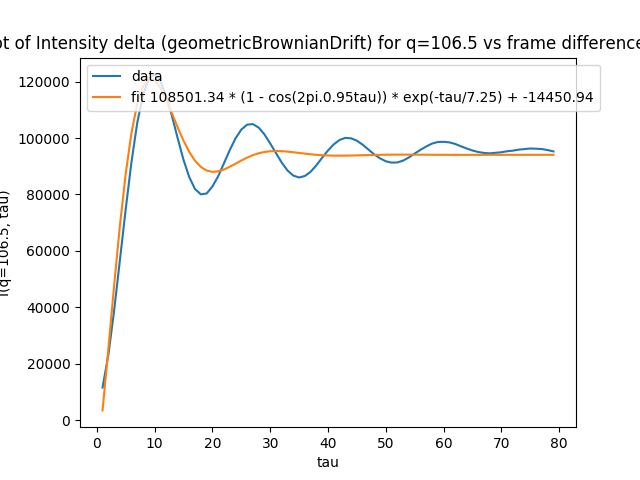 ot of Intensity delta (geometricBrownianDrift) for q=106.5 vs frame difference
data
fit 108501.34 * (1 - cos(2pi.0.95tau)) * exp(-tau/7.25) + -14450.94
120000
100000
80000
60000
40000
20000
0
I(q=106.5, tau)
0 10 20 30 40 50 60 70 80
tau